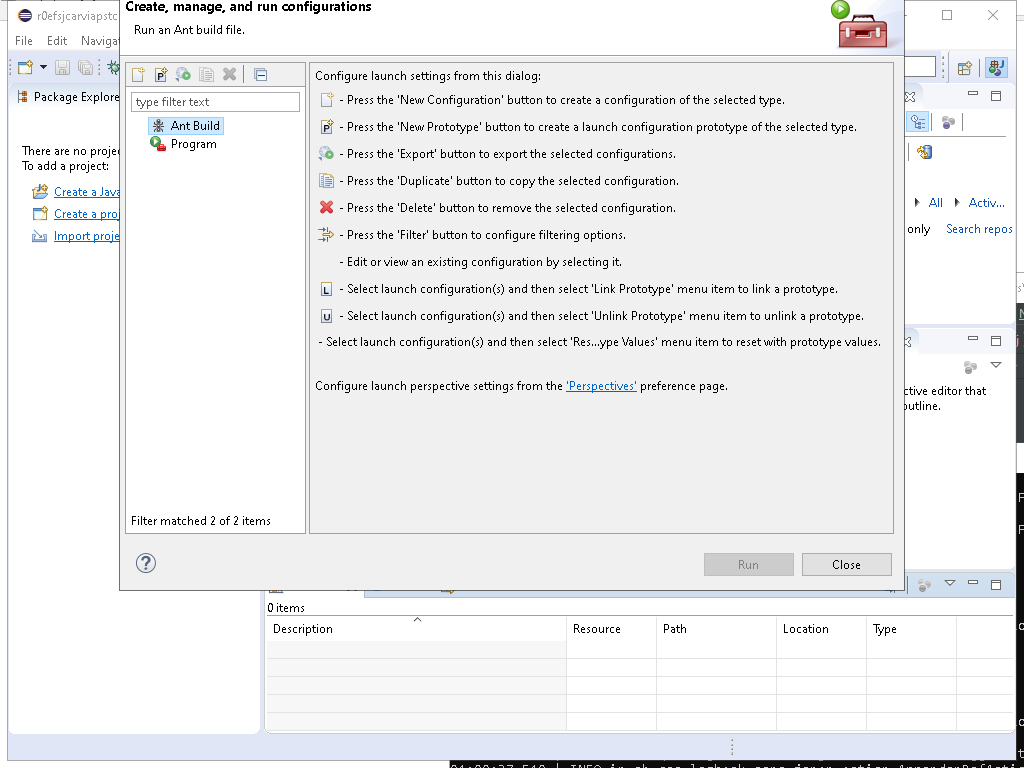 Create, manage, and run configurations
r0efsjcarviapstc
Run an Ant build file.
File Edit Navigat
Package Explore
type filter text
Ant Build
Program
Filter matched 2 of 2 items
There are no proje
To add a project:
Create a Java
Create a proj
Import proje
Configure launch settings from this dialog:
- Press the 'New Configuration' button to create a configuration of the selected type.
P - Press the 'New Prototype' button to create a launch configuration prototype of the selected type.
- Press the 'Export' button to export the selected configurations.
- Press the 'Duplicate' button to copy the selected configuration.
- Press the 'Delete' button to remove the selected configuration.
- Press the 'Filter' button to configure filtering options.
- Edit or view an existing configuration by selecting it.
L - Select launch configuration(s) and then select 'Link Prototype' menu item to link a prototype.
U - Select launch configuration(s) and then select 'Unlink Prototype' menu item to unlink a prototype.
- Select launch configuration(s) and then select 'Res...ype Values' menu item to reset with prototype values.
Configure launch perspective settings from the 'Perspectives' preference page.
? Run Close
All Activ...
only Search repos
ctive editor that
outline.
0 items
Description Resource Path Location Type